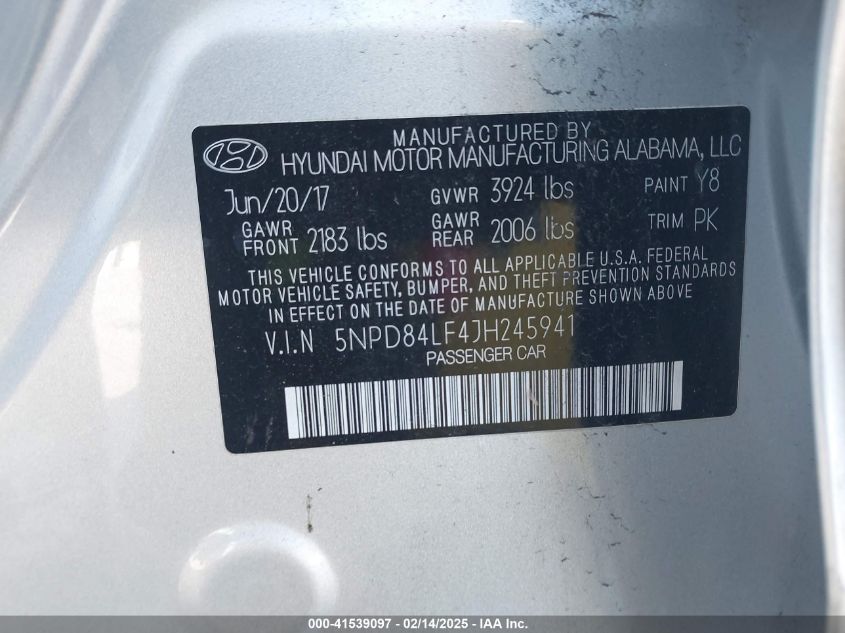 MANUFACTURED BY
HYUNDAI MOTOR MANUFACTURING ALABAMA, LLC
Jun/20/17 GVWR 3924 lbs PAINT Y8
GAWR FRONT 2183 lbs GAWR REAR 2006 lbs TRIM PK
THIS VEHICLE CONFORMS TO ALL APPLICABLE U.S.A. FEDERAL
MOTOR VEHICLE SAFETY, BUMPER, AND THEFT PREVENTION STANDARDS
IN EFFECT ON THE DATE OF MANUFACTURE SHOWN ABOVE.
V.I.N 5NPD84LF4JH245941
PASSENGER CAR
000-41539097 - 02/14/2025 - IAAI Inc.